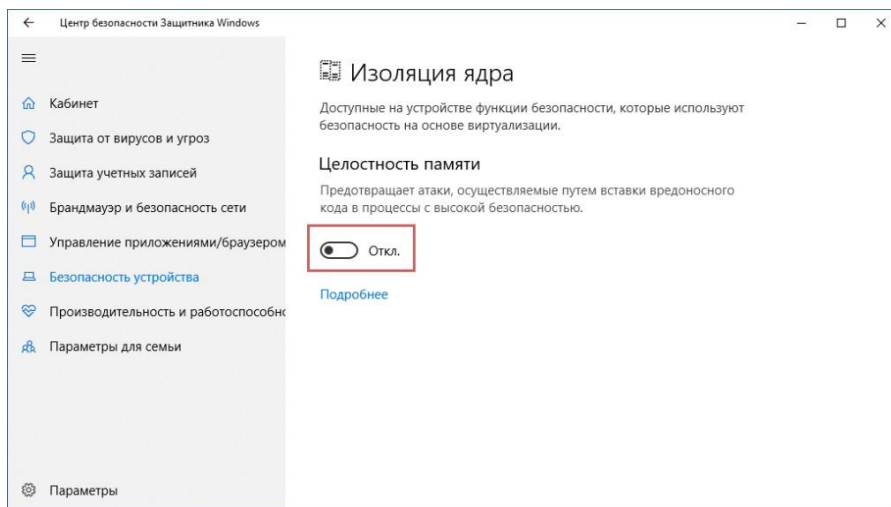 Центр безопасности Защитника Windows
Кабинет
Защита от вирусов и угроз
Защита учетных записей
Брандмауэр и безопасность сети
Управление приложениями/браузером
Безопасность устройства
Производительность и работоспособно
Параметры для семьи
Параметры
Изоляция ядра
Доступные на устройстве функции безопасности, которые используют
безопасность на основе виртуализации.
Целостность памяти
Предотвращает атаки, осуществляемые путем вставки вредоносного
кода в процессы с высокой безопасностью.
Откл.
Подробнее